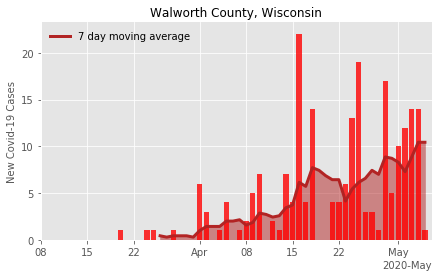 Walworth County, Wisconsin
7 day moving average
New Covid-19 Cases
20
15
10
5
0
08
15
22
Apr
08
15
22
May
2020-May